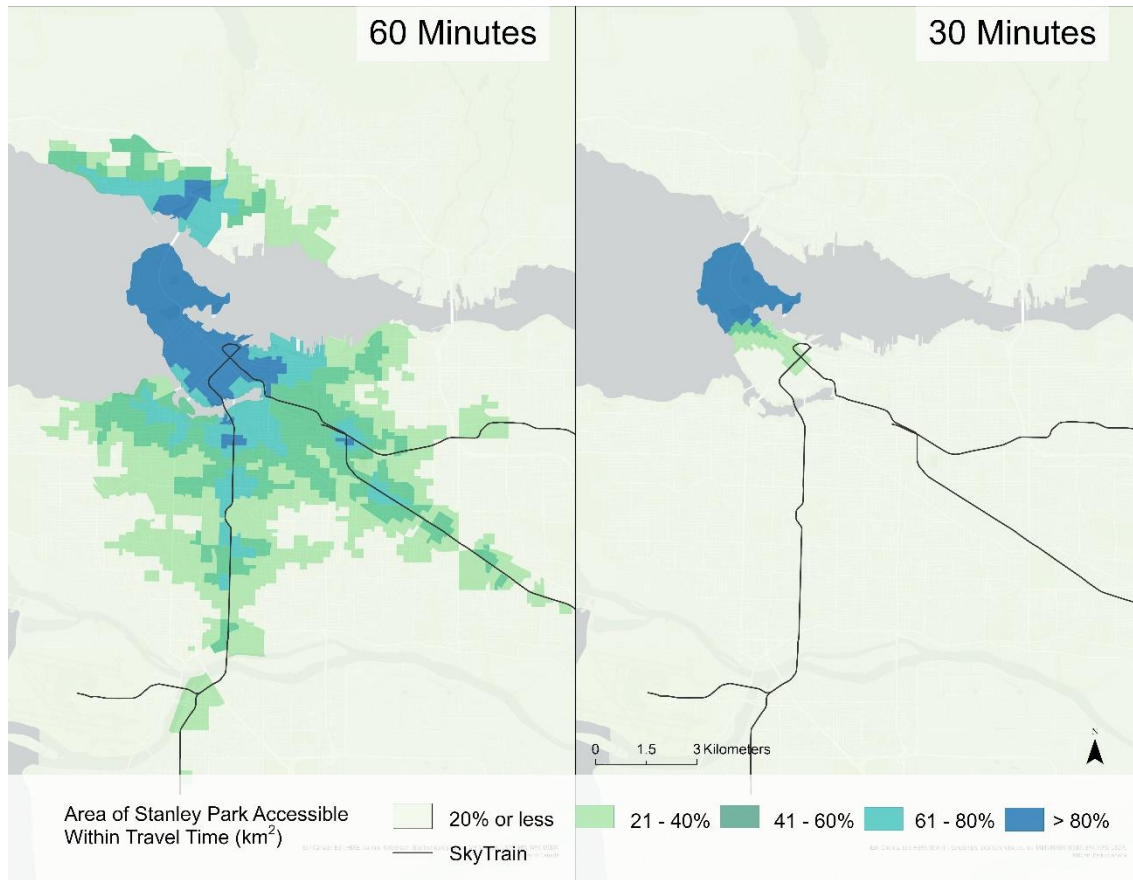 60 Minutes
30 Minutes
N
0 1.5 3 Kilometers
Area of Stanley Park Accessible
Within Travel Time (km²)
20% or less
SkyTrain
21 - 40%
41 - 60%
61 - 80%
> 80%